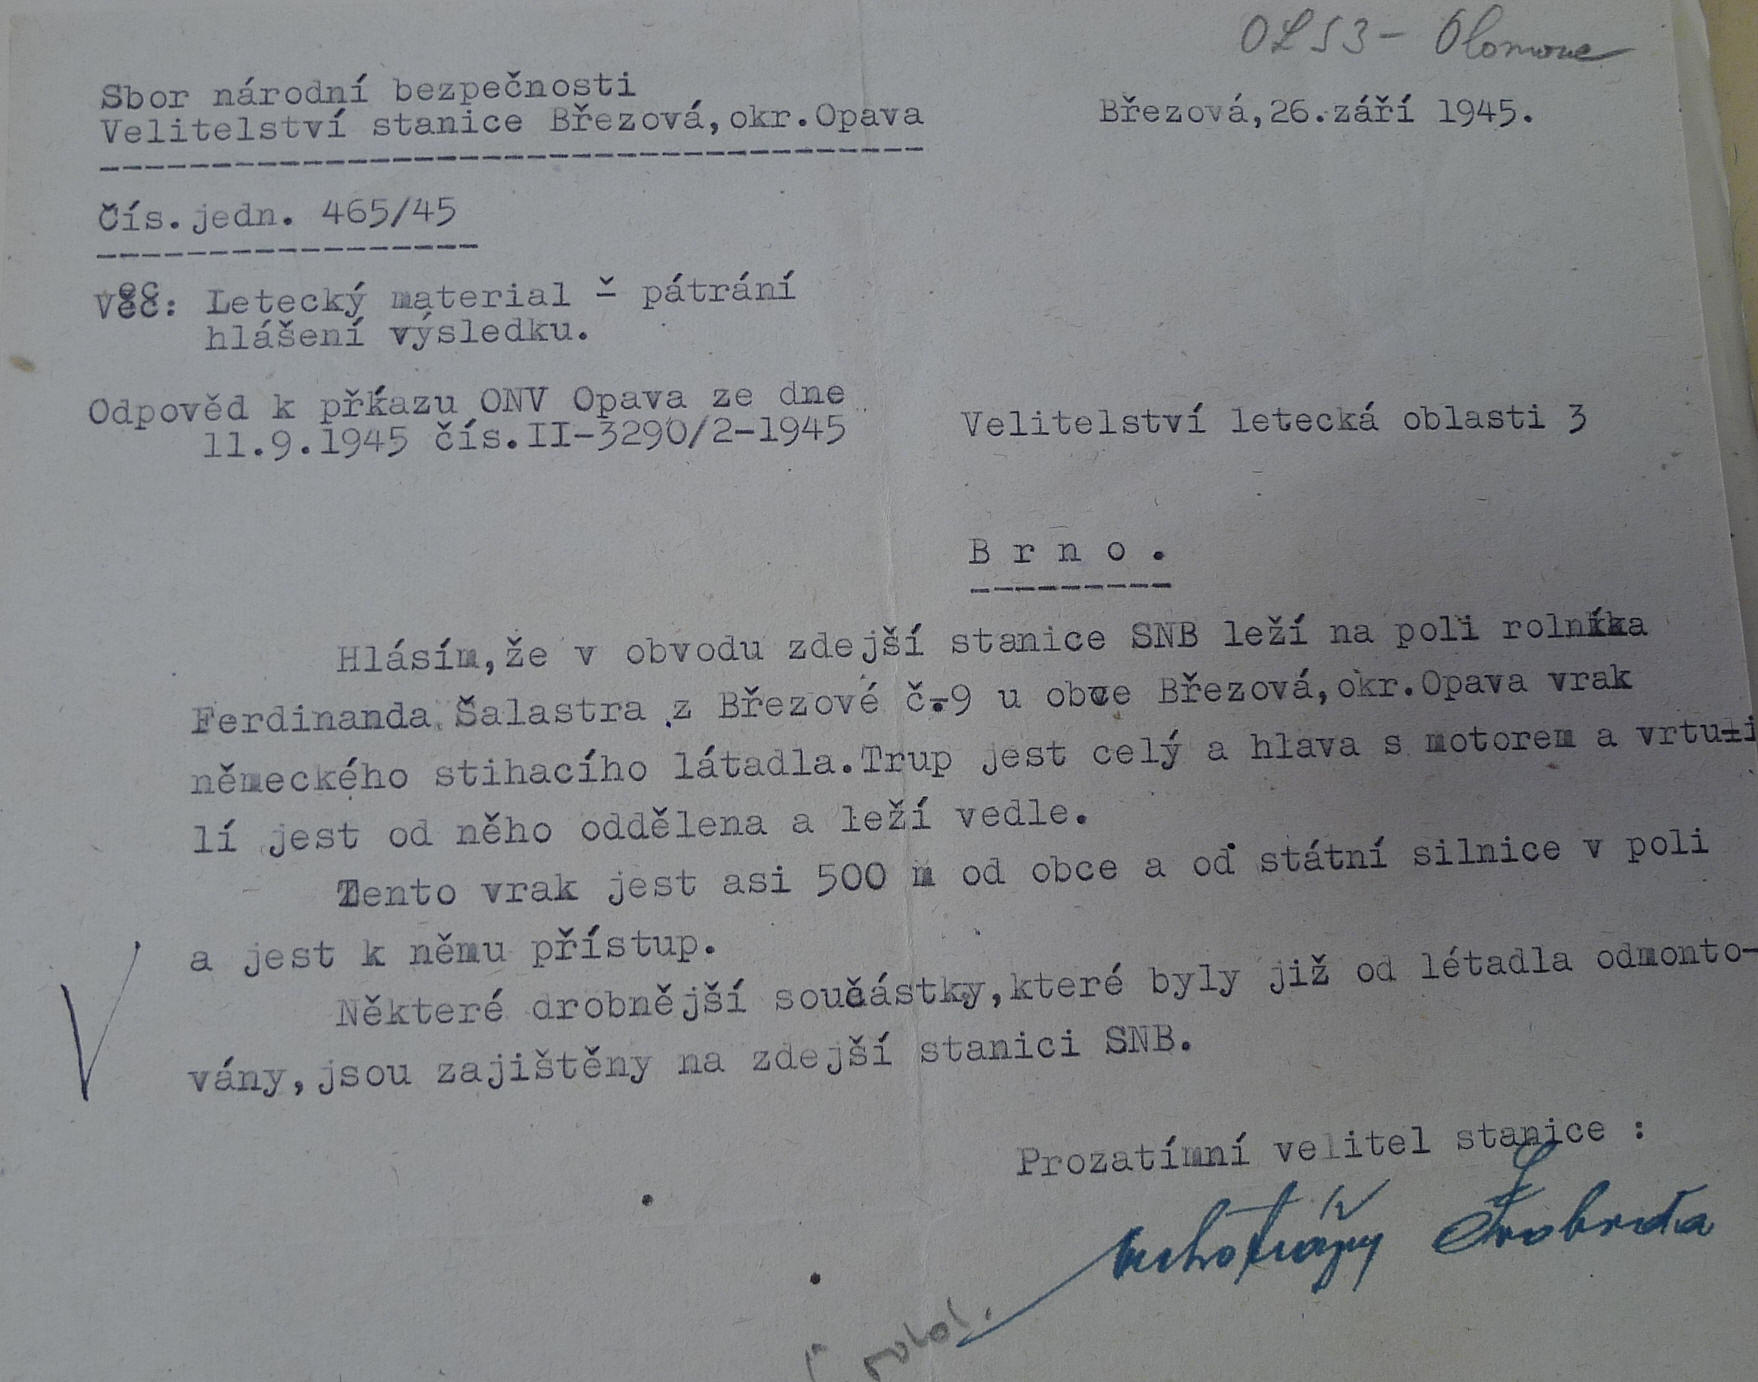 OLS3 - Olomouc
Sbor národní bezpečnosti
Velitelství stanice Březová,okr.Opava
Březová,26.září 1945.
Čís.jedn. 465/45
Věc: Letecký material - pátrání
hlášení výsledku.
Odpověd k příkazu ONV Opava ze dne
11.9.1945 čís.II-3290/2-1945
Velitelství letecká oblasti 3
Brno.
Hlásím,že v obvodu zdejší stanice SNB leží na poli rolníka
Ferdinanda Šalastra z Březové č.9 u obce Březová,okr.Opava vrak
německého stihacího látadla.Trup jest celý a hlava s motorem a vrtu-
lí jest od něho oddělena a leží vedle.
Tento vrak jest asi 500 m od obce a od státní silnice v poli
a jest k němu přístup.
Některé drobnější součástky,které byly již od létadla odmonto-
vány,jsou zajištěny na zdejší stanici SNB.
Prozatímní velitel stanice :
Svoboda